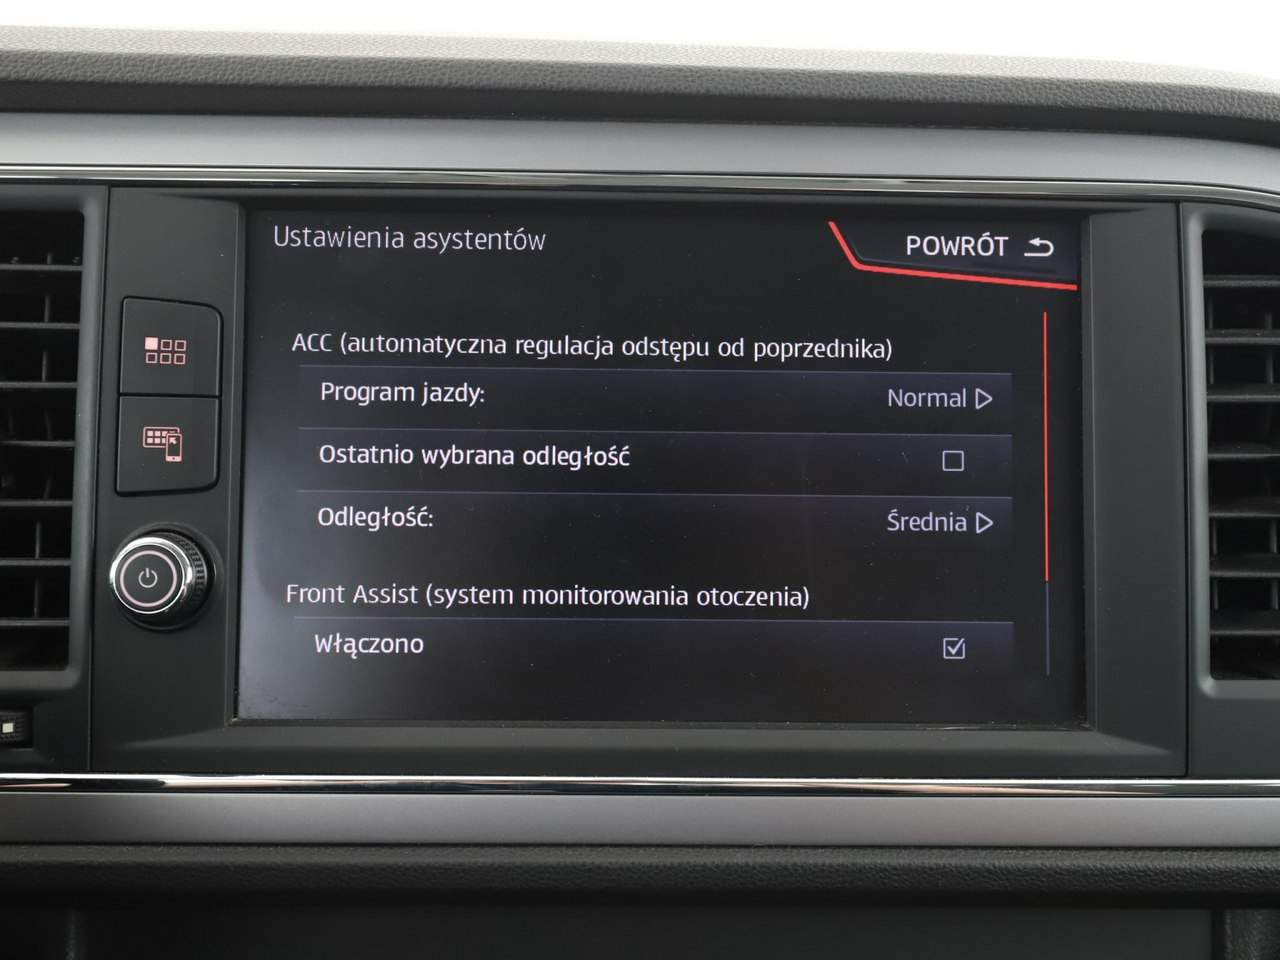 Ustawienia asystentów
POWRÓT
ACC (automatyczna regulacja odstępu od poprzednika)
Program jazdy: Normal
Ostatnio wybrana odległość
Odległość: Średnia
Front Assist (system monitorowania otoczenia)
Włączono